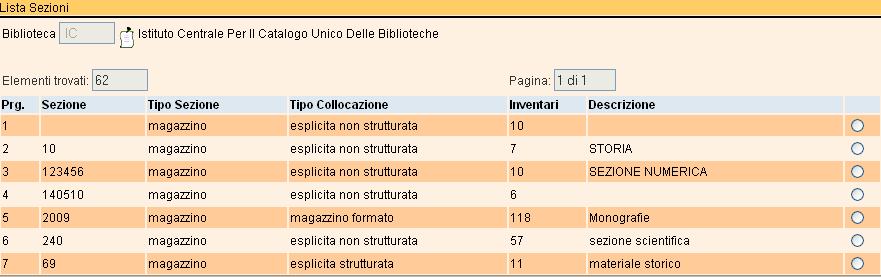 Lista Sezioni
Biblioteca IC Istituto Centrale Per Il Catalogo Unico Delle Biblioteche
Elementi trovati: 62 Pagina: 1 di 1
Prg. Sezione Tipo Sezione Tipo Collocazione Inventari Descrizione
1 magazzino esplicita non strutturata 10
2 10 magazzino esplicita non strutturata 7 STORIA
3 123456 magazzino esplicita non strutturata 10 SEZIONE NUMERICA
4 140510 magazzino esplicita non strutturata 6
5 2009 magazzino magazzino formato 118 Monografie
6 240 magazzino esplicita non strutturata 57 sezione scientifica
7 69 magazzino esplicita strutturata 11 materiale storico